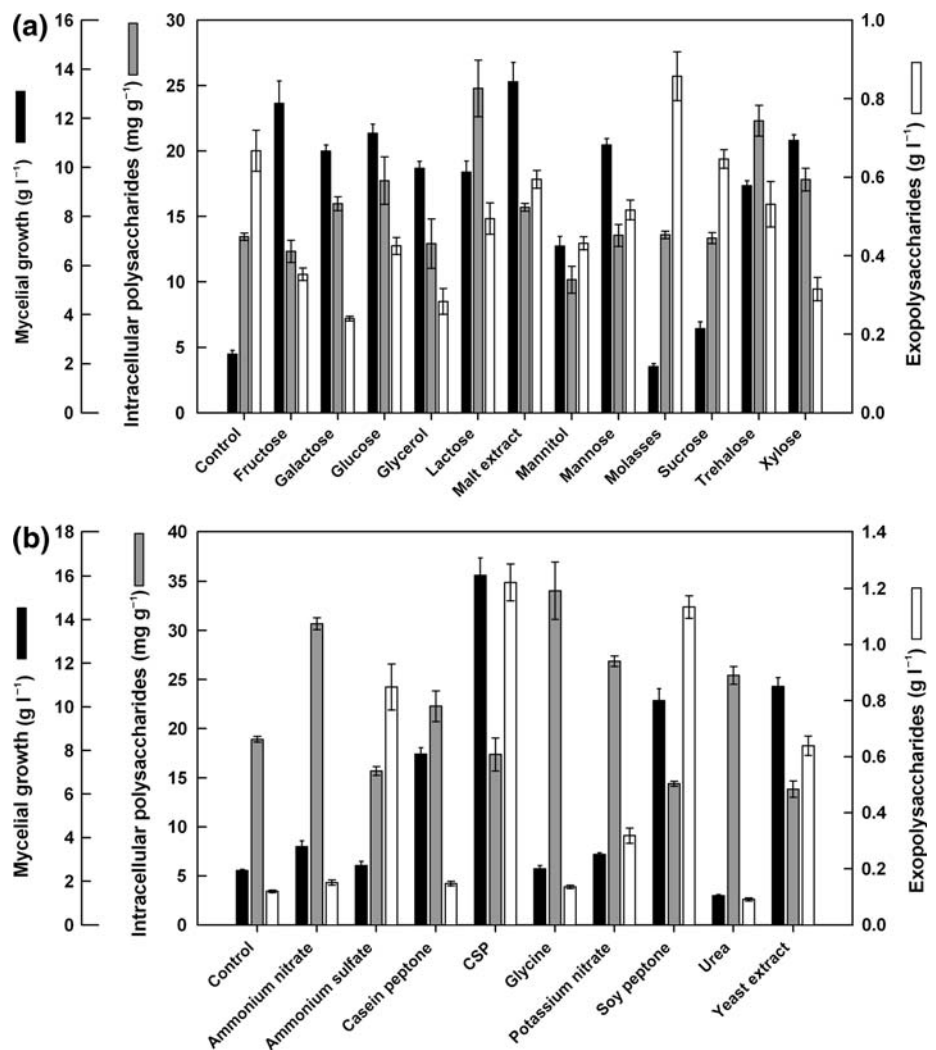 (a)
Mycelial growth (g l⁻¹)
16
14
12
10
8
6
4
2
0
Intracellular polysaccharides (mg g⁻¹)
30
25
20
15
10
5
0
1.0
0.8
0.6
0.4
0.2
0.0
Exopolysaccharides (g l⁻¹)
Control
Fructose
Galactose
Glucose
Glycerol
Lactose
Malt extract
Mannitol
Mannose
Molasses
Sucrose
Trehalose
Xylose
(b)
Mycelial growth (g l⁻¹)
18
16
14
12
10
8
6
4
2
0
Intracellular polysaccharides (mg g⁻¹)
40
35
30
25
20
15
10
5
0
1.4
1.2
1.0
0.8
0.6
0.4
0.2
0.0
Exopolysaccharides (g l⁻¹)
Control
Ammonium nitrate
Ammonium sulfate
Casein peptone
CSP
Glycine
Potassium nitrate
Soy peptone
Urea
Yeast extract